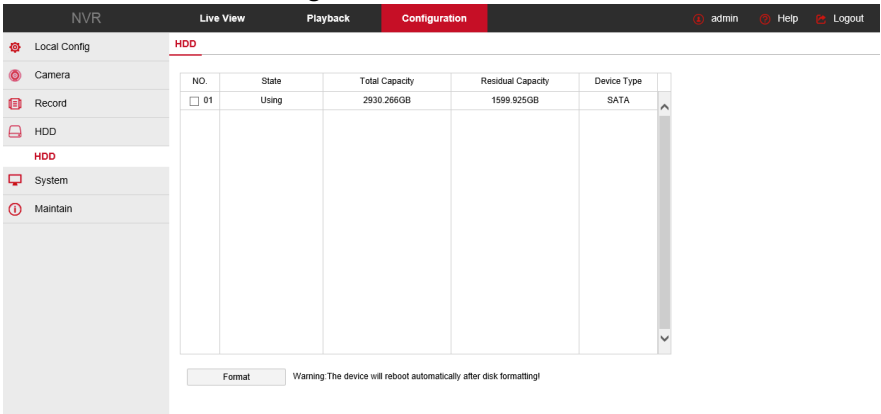 NVR Live View Playback Configuration admin Help Logout
Local Config
Camera
Record
HDD
HDD
System
Maintain
HDD
NO. State Total Capacity Residual Capacity Device Type
01 Using 2930.266GB 1599.925GB SATA
Format Warning:The device will reboot automatically after disk formatting!